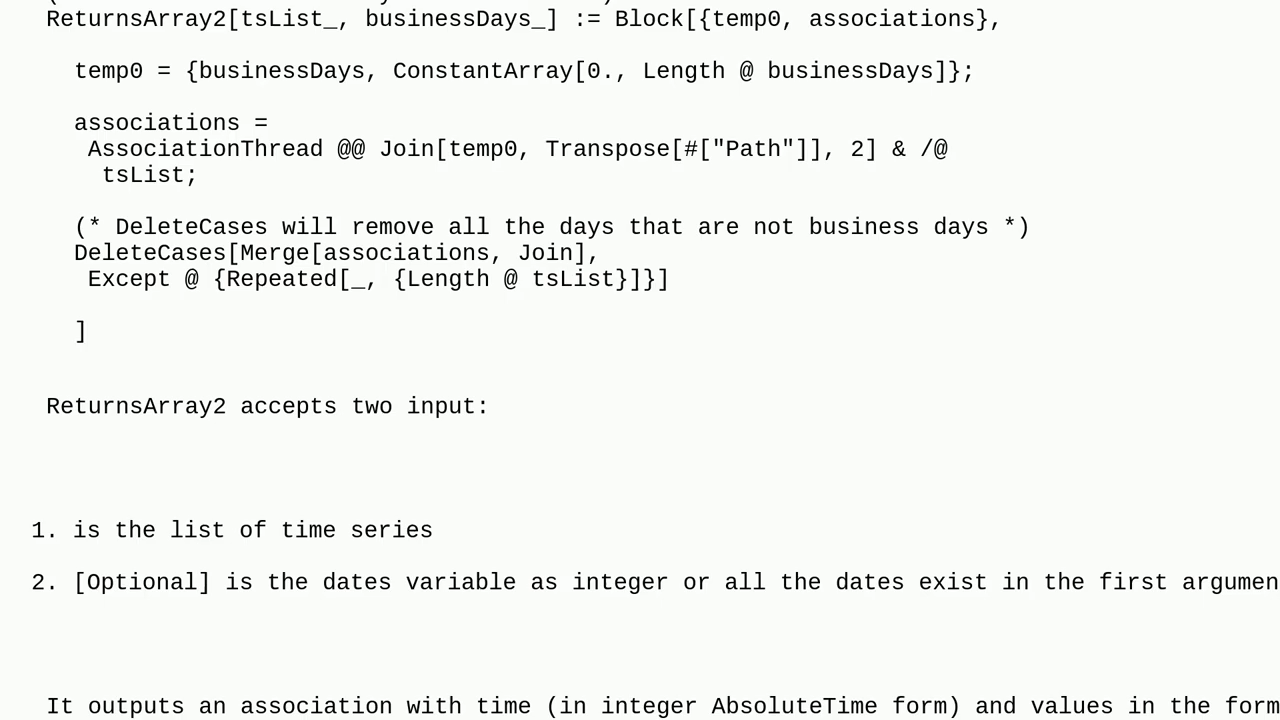 ReturnsArray2[tsList_, businessDays_] := Block[{temp0, associations},
temp0 = {businessDays, ConstantArray[0., Length @ businessDays]};
associations =
AssociationThread @@ Join[temp0, Transpose[#["Path"]], 2] & /@
tsList;
(* DeleteCases will remove all the days that are not business days *)
DeleteCases[Merge[associations, Join],
Except @ {Repeated[_, {Length @ tsList}]}]
]
ReturnsArray2 accepts two input:
1. is the list of time series
2. [Optional] is the dates variable as integer or all the dates exist in the first argumen
It outputs an association with time (in integer AbsoluteTime form) and values in the form